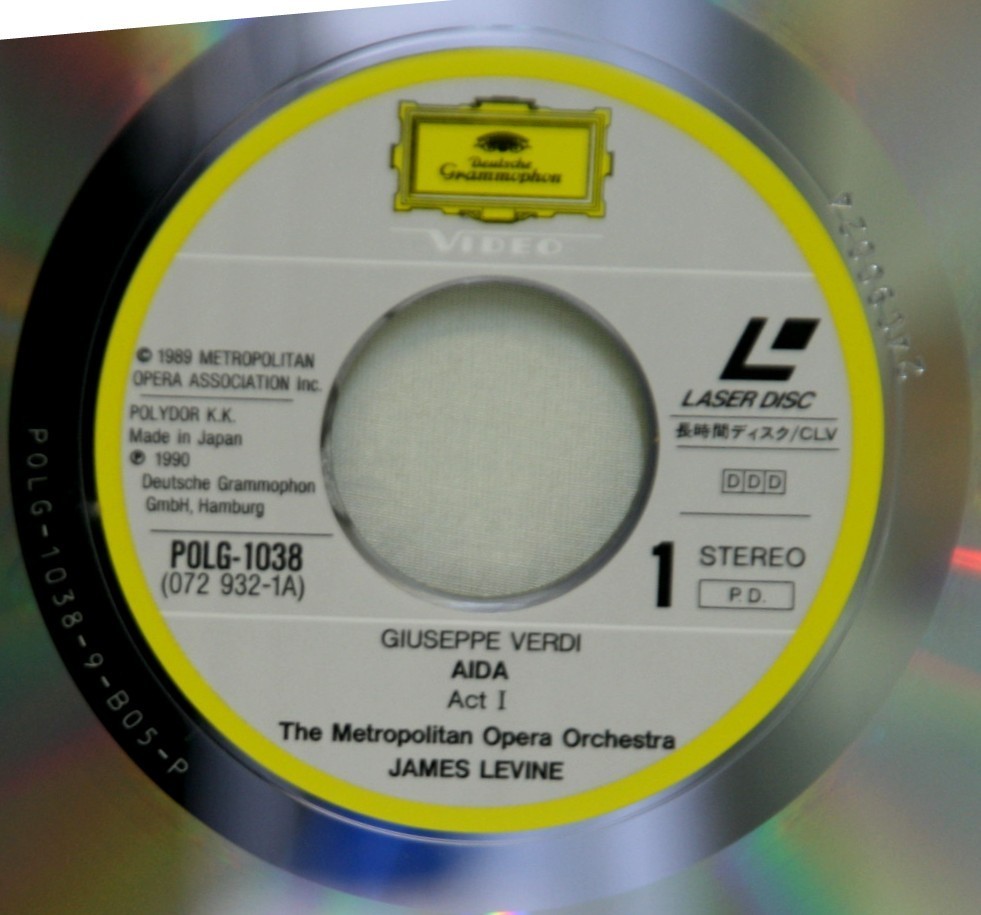 Deutsche
Grammophon
VIDEO
© 1989 METROPOLITAN
OPERA ASSOCIATION Inc.
POLYDOR K.K.
Made in Japan
℗ 1990
Deutsche Grammophon
GmbH, Hamburg
POLG-1038
(072 932-1A)
LASER DISC
長時間ディスク/CLV
DDD
1
STEREO
P.D.
GIUSEPPE VERDI
AIDA
Act I
The Metropolitan Opera Orchestra
JAMES LEVINE
POLG-1038-9-B05-P